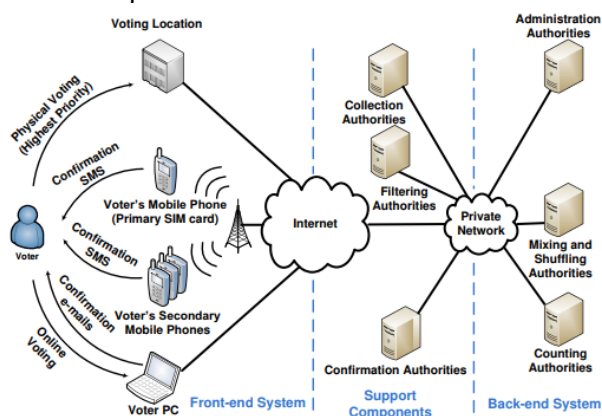 Voting Location
Administration
Authorities
Physical Voting
(Highest Priority)
Collection
Authorities
Confirmation
SMS
Voter's Mobile Phone
(Primary SIM card)
Filtering
Authorities
Internet
Private
Network
Voter
Confirmation
SMS
Mixing and
Shuffling
Authorities
Voter's Secondary
Mobile Phones
Confirmation
e-mails
Online
Voting
Confirmation Authorities
Counting
Authorities
Voter PC
Front-end System
Support
Components
Back-end System